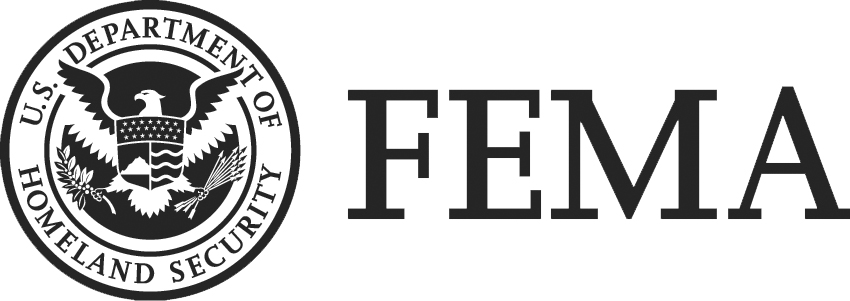 U.S. DEPARTMENT OF
HOMELAND SECURITY
FEMA